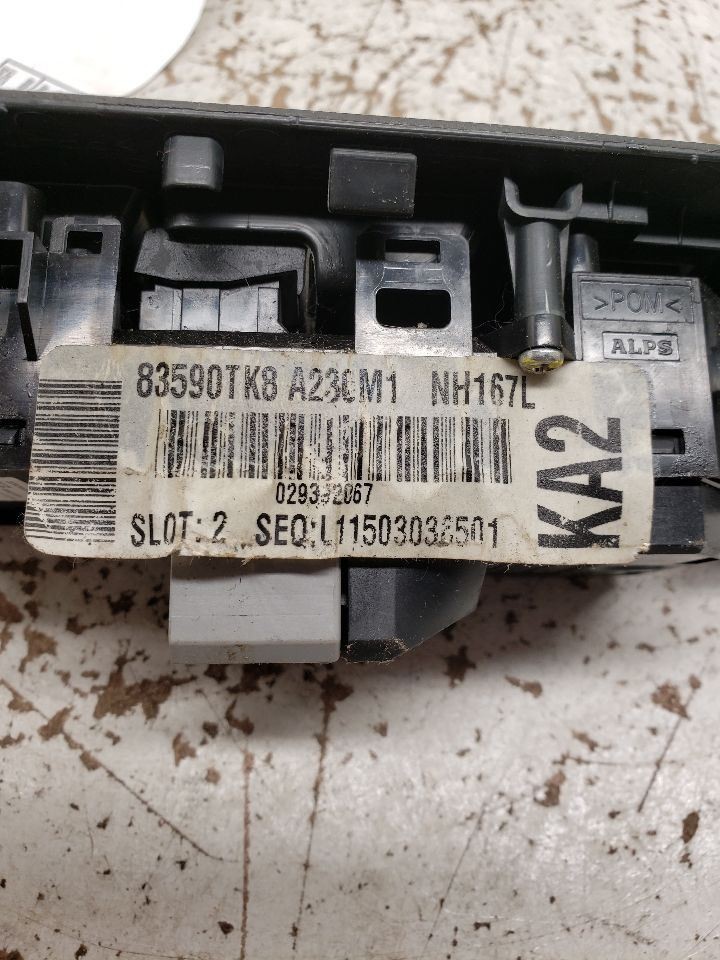 >POM<
ALPS
83590TK8 A230M1 NH167L
KA2
029392067
SLOT: 2 SEQ:L11503036501